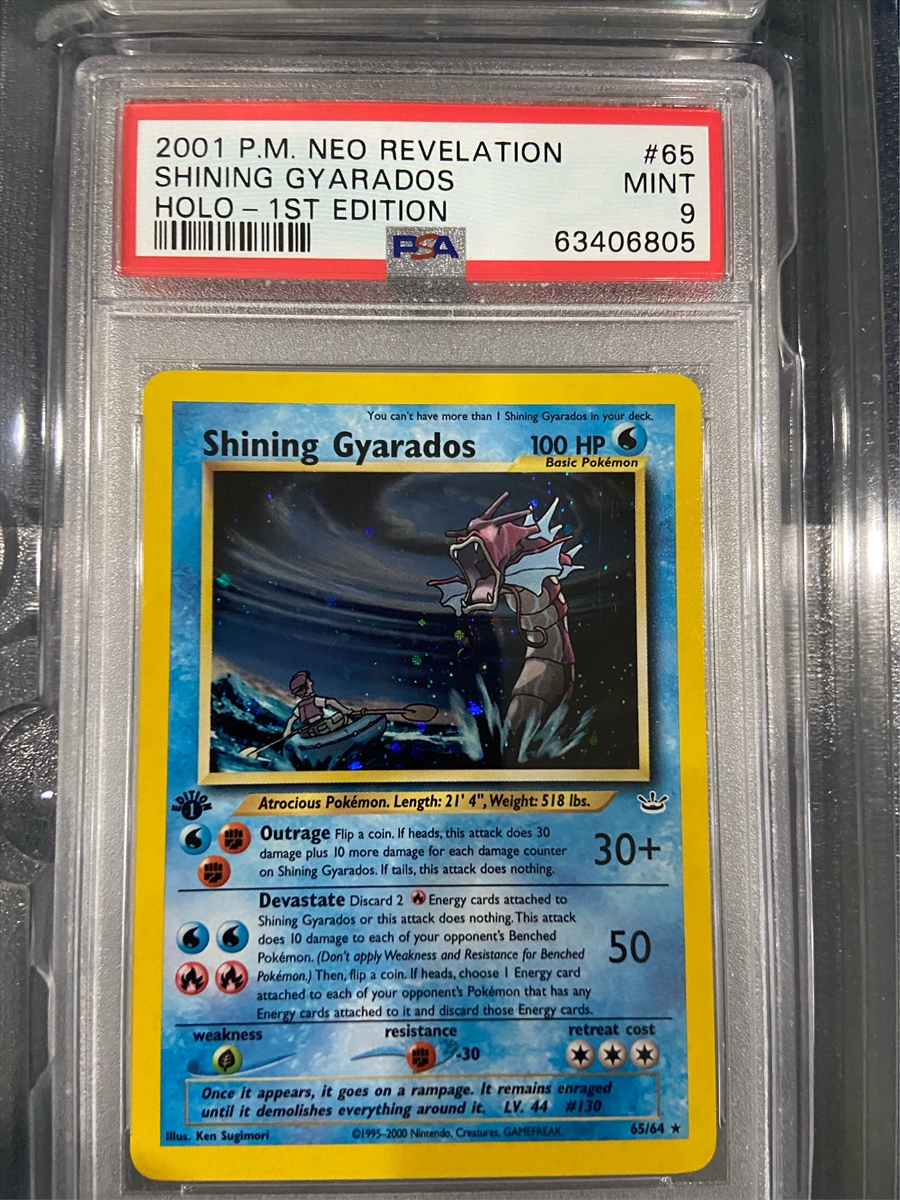 2001 P.M. NEO REVELATION #65
SHINING GYARADOS MINT
HOLO – 1ST EDITION 9
63406805
PSA
You can't have more than 1 Shining Gyarados in your deck.
Shining Gyarados 100 HP
Basic Pokémon
EDITION
1
Atrocious Pokémon. Length: 21' 4", Weight: 518 lbs.
Outrage Flip a coin. If heads, this attack does 30
damage plus 10 more damage for each damage counter
on Shining Gyarados. If tails, this attack does nothing.
30+
Devastate Discard 2 Energy cards attached to
Shining Gyarados or this attack does nothing. This attack
does 10 damage to each of your opponent's Benched
Pokémon. (Don't apply Weakness and Resistance for Benched
Pokémon.) Then, flip a coin. If heads, choose 1 Energy card
attached to each of your opponent's Pokémon that has any
Energy cards attached to it and discard those Energy cards.
50
weakness resistance retreat cost
-30
Once it appears, it goes on a rampage. It remains enraged
until it demolishes everything around it. LV. 44 #130
Illus. Ken Sugimori ©1995-2000 Nintendo, Creatures, GAMEFREAK. 65/64 ★